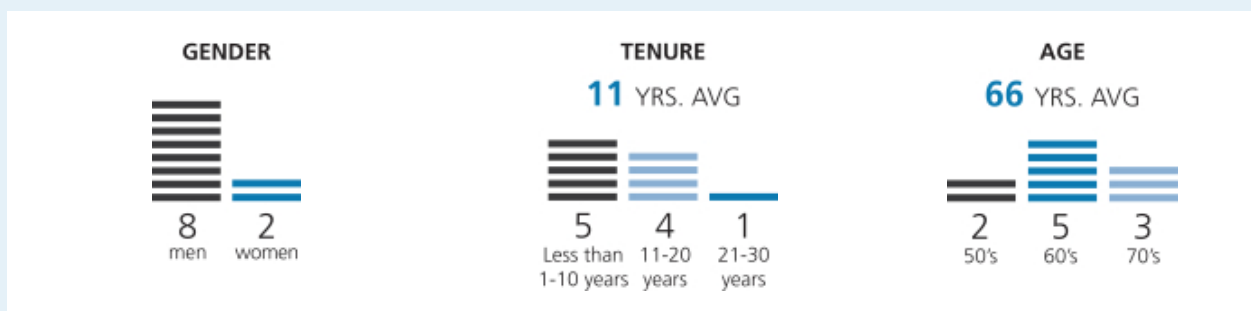 GENDER
8
men
2
women
TENURE
11 YRS. AVG
5
Less than
1-10 years
4
11-20
years
1
21-30
years
AGE
66 YRS. AVG
2
50's
5
60's
3
70's